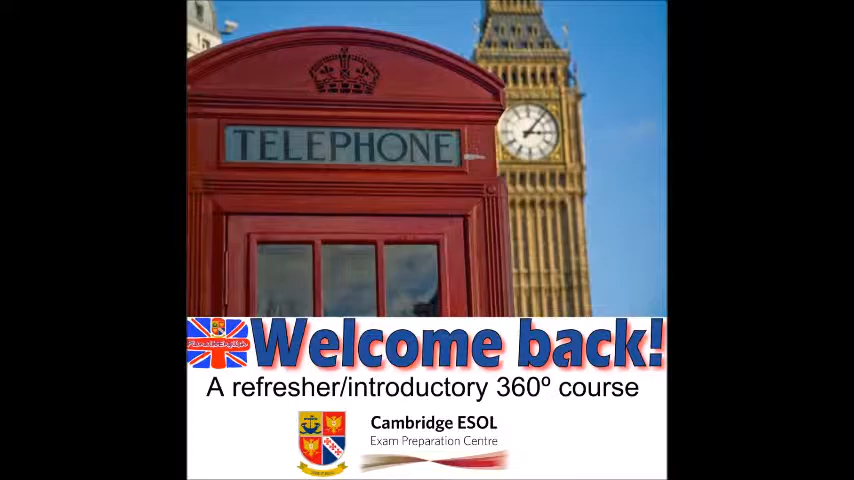 TELEPHONE
Welcome back!
A refresher/introductory 360º course
Cambridge ESOL
Exam Preparation Centre